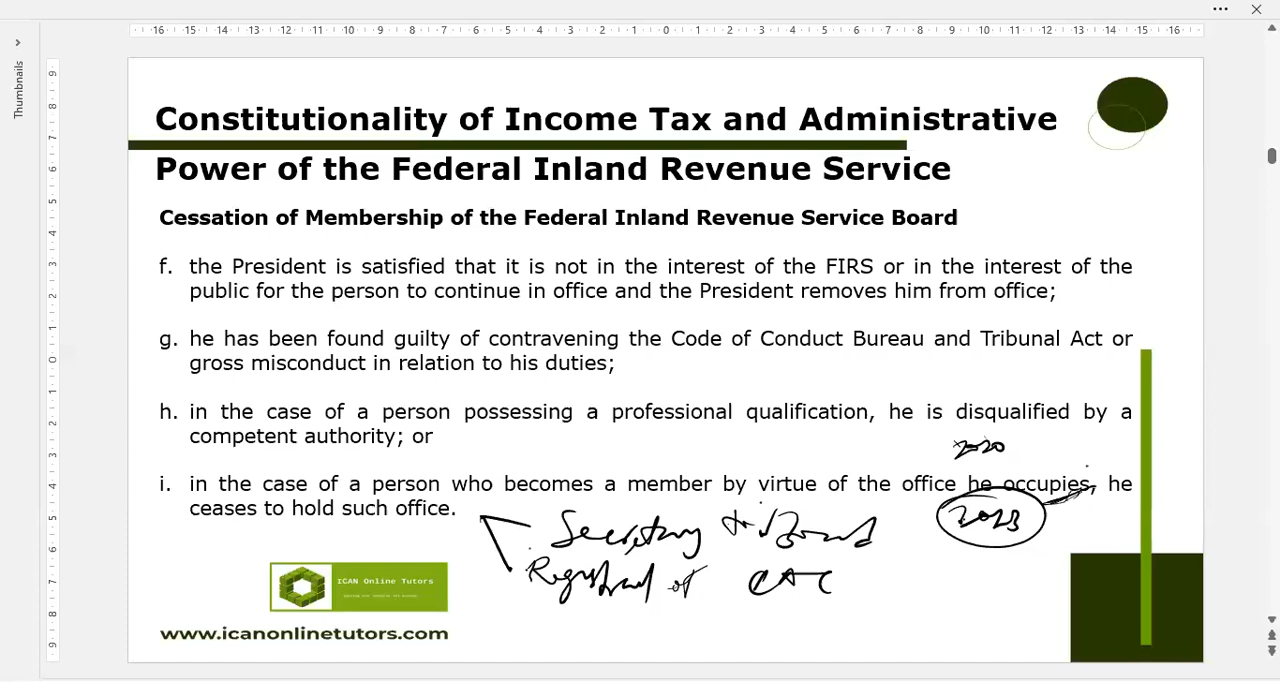 Thumbnails
Constitutionality of Income Tax and Administrative
Power of the Federal Inland Revenue Service
Cessation of Membership of the Federal Inland Revenue Service Board
f. the President is satisfied that it is not in the interest of the FIRS or in the interest of the
public for the person to continue in office and the President removes him from office;
g. he has been found guilty of contravening the Code of Conduct Bureau and Tribunal Act or
gross misconduct in relation to his duties;
h. in the case of a person possessing a professional qualification, he is disqualified by a
competent authority; or
2020
i. in the case of a person who becomes a member by virtue of the office he occupies, he
ceases to hold such office.
2023
Secretary Board
Registrar of CAC
ICAN Online Tutors
www.icanonlinetutors.com